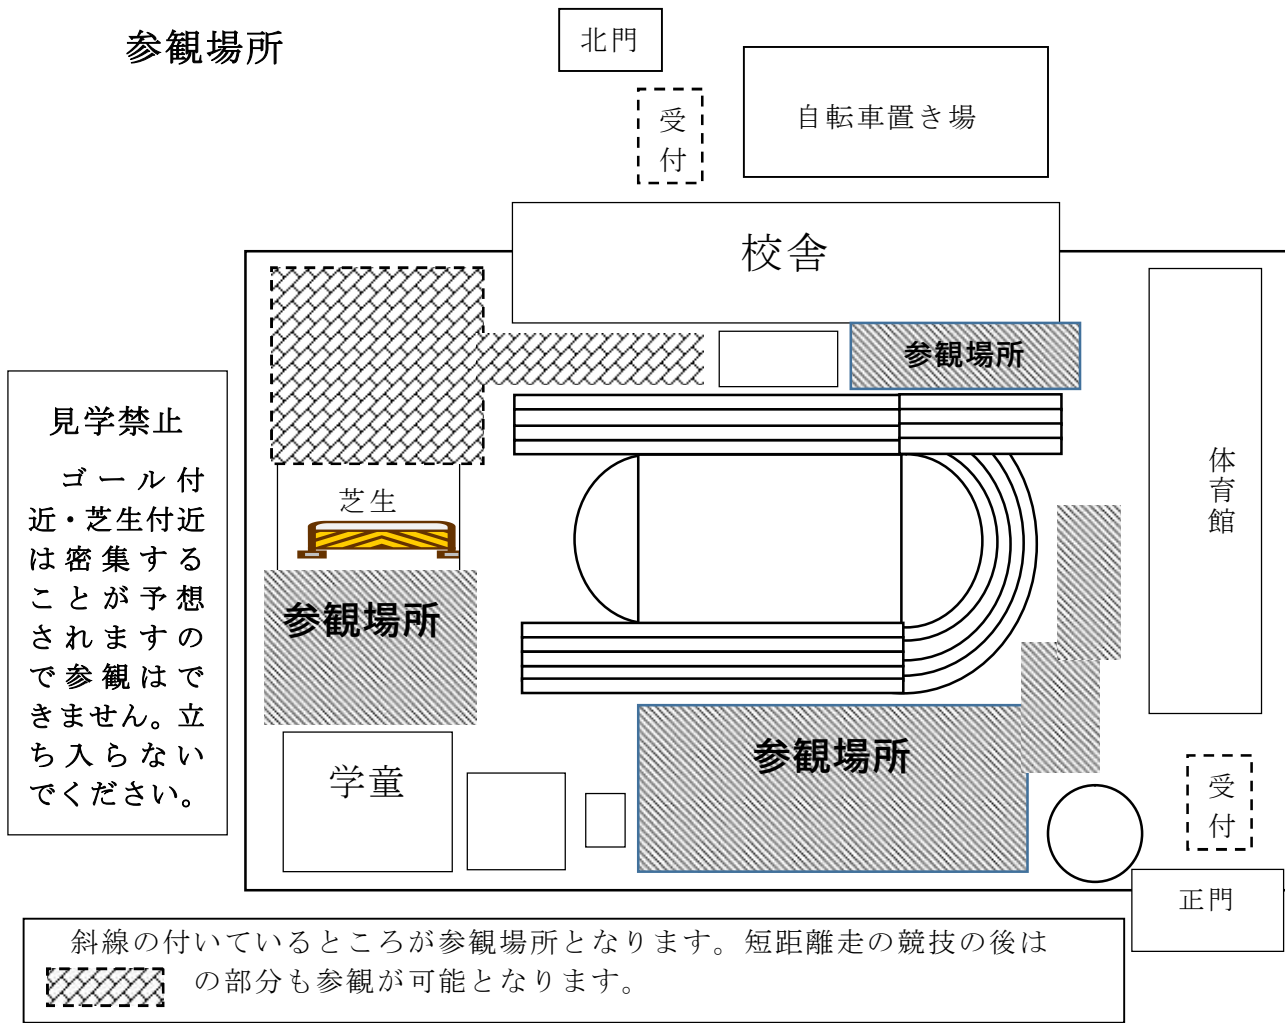 参観場所
北門
受付
自転車置き場
校舎
参観場所
見学禁止
ゴール付
近・芝生付近
は密集する
ことが予想
されますの
で参観はで
きません。立
ち入らない
でください。
芝生
体育館
参観場所
参観場所
学童
受付
正門
斜線の付いているところが参観場所となります。短距離走の競技の後は
の部分も参観が可能となります。